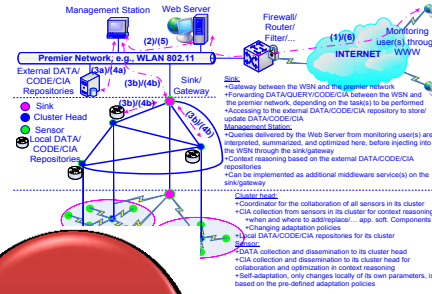 Management Station
Web Server
Firewall/
Router/
Filter/...
(2)/(5)
(1)/(6)
Monitoring
user(s) through
WWW
INTERNET
Premier Network, e.g., WLAN 802.11
External DATA/
CODE/CIA
Repositories
(3a)/(4a)
(3b)/(4b)
Sink/
Gateway
(3b)/(4b)
(3b)/(4b)
Sink
Cluster Head
Sensor
Local DATA/
CODE/CIA
Repositories
Sink:
+Gateway between the WSN and the premier network
+Forwarding DATA/QUERY/CODE/CIA between the WSN and
the premier network, depending on the task(s) to be performed
+Accessing to the external DATA/CODE/CIA repository to store/
update DATA/CODE/CIA
Management Station:
+Queries delivered by the Web Server from monitoring user(s) are
interpreted, summarized, and optimized here, before injecting into
the WSN through the sink/gateway
+Context reasoning based on the external DATA/CODE/CIA
repositories
+Can be implemented as additional middleware service(s) on the
sink/gateway
Cluster head:
+Coordinator for the collaboration of all sensors in its cluster
+CIA collection from sensors in its cluster for context reasoning
+when and where to add/replace/... app. soft. Components
+Changing adaptation policies
+Local DATA/CODE/CIA repositories for its cluster
Sensor:
+DATA collection and dissemination to its cluster head
+CIA collection and dissemination to its cluster head for
collaboration and optimization in context reasoning
+Self-adaptation, only changes locally of its own parameters, is
based on the pre-defined adaptation policies